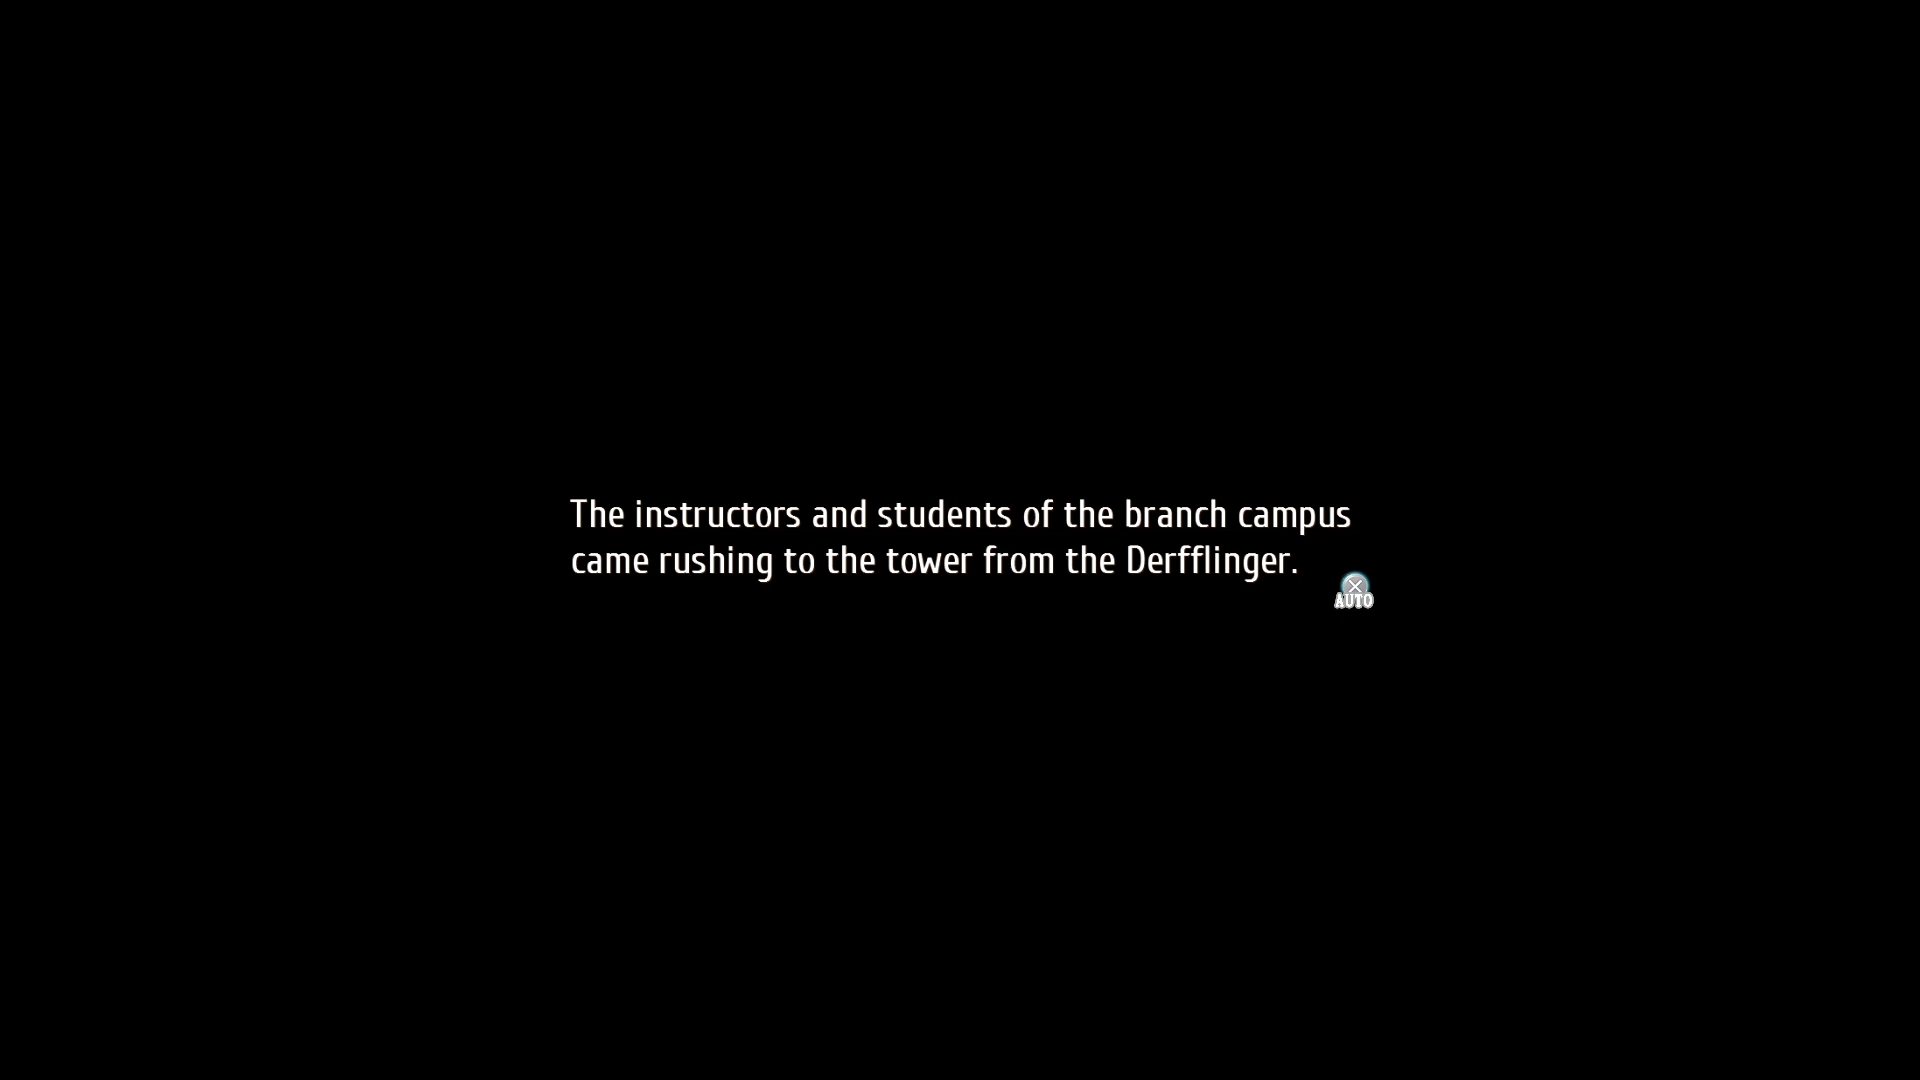 The instructors and students of the branch campus
came rushing to the tower from the Derfflinger.
AUTO